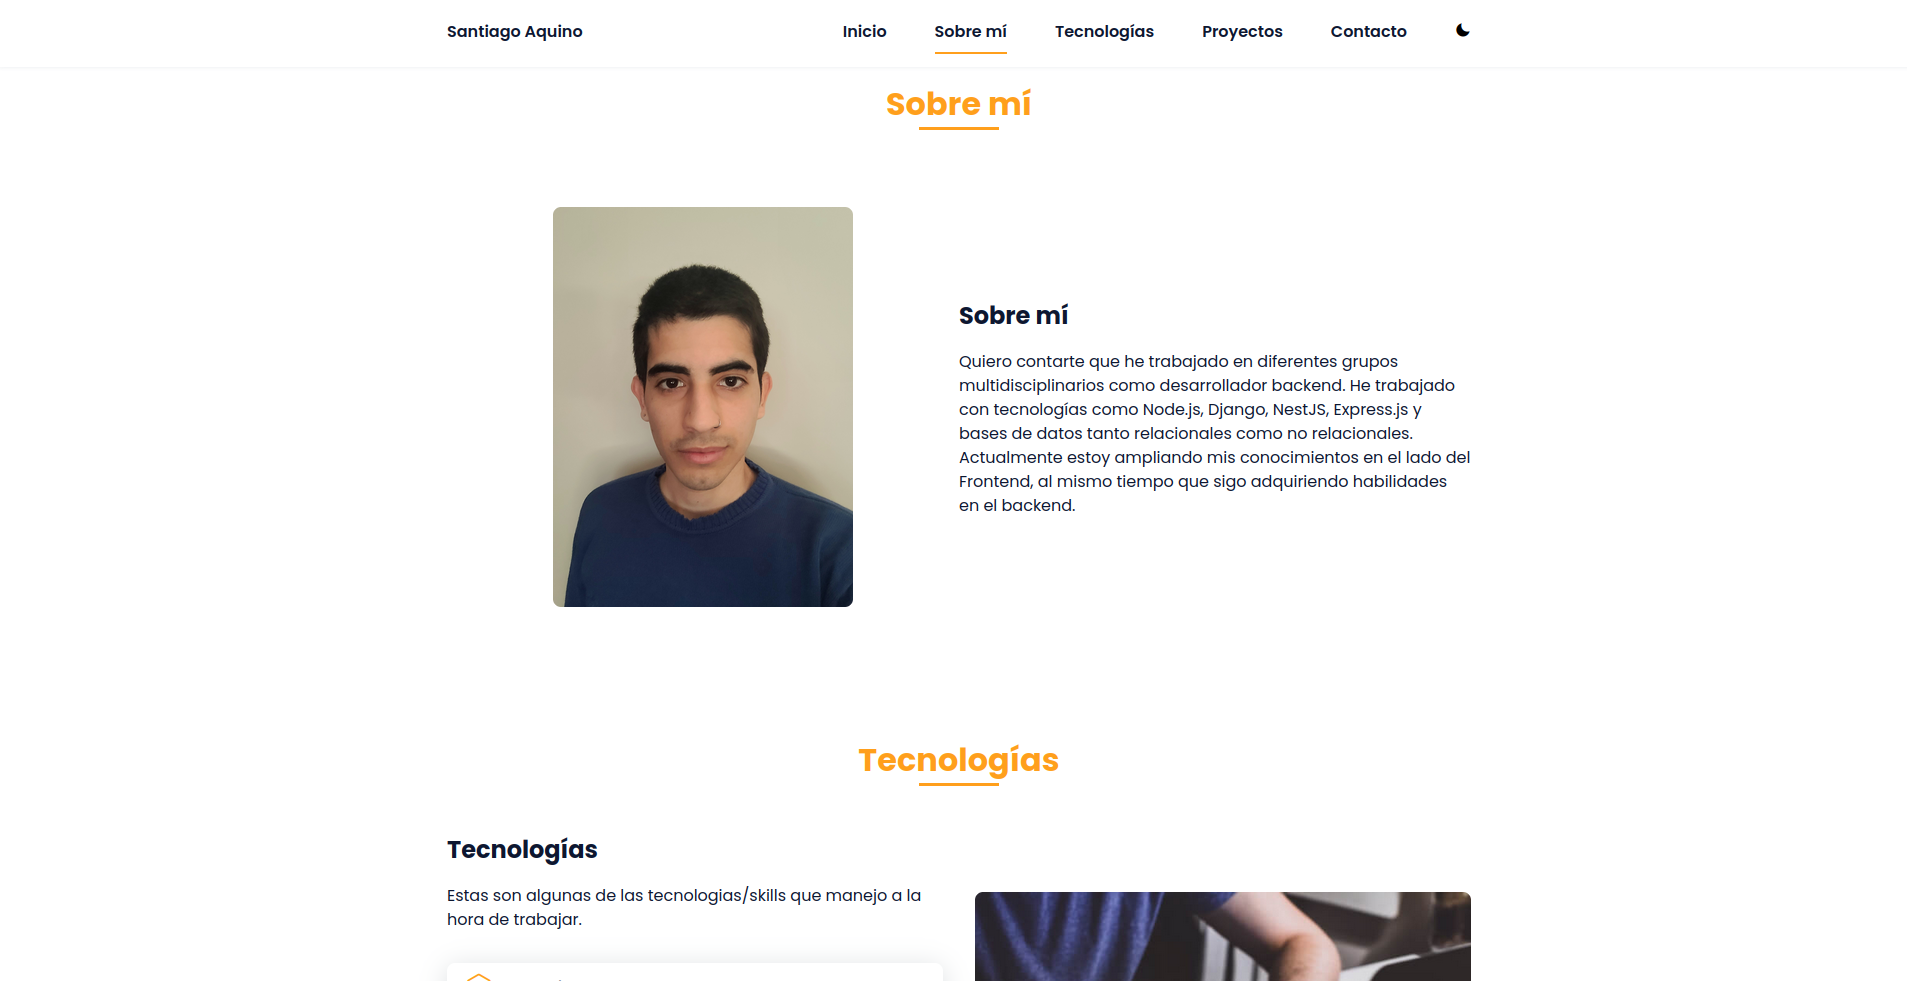 Santiago Aquino
Inicio
Sobre mí
Tecnologías
Proyectos
Contacto
Sobre mí
Sobre mí
Quiero contarte que he trabajado en diferentes grupos
multidisciplinarios como desarrollador backend. He trabajado
con tecnologías como Node.js, Django, NestJS, Express.js y
bases de datos tanto relacionales como no relacionales.
Actualmente estoy ampliando mis conocimientos en el lado del
Frontend, al mismo tiempo que sigo adquiriendo habilidades
en el backend.
Tecnologías
Tecnologías
Estas son algunas de las tecnologias/skills que manejo a la
hora de trabajar.